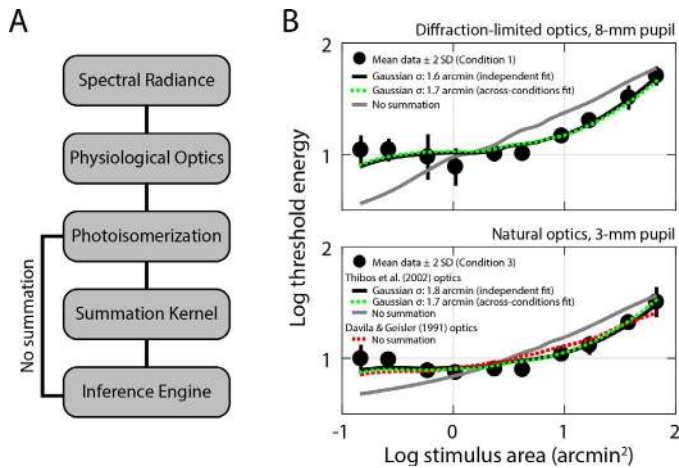 A
Spectral Radiance
Physiological Optics
Photoisomerization
Summation Kernel
Inference Engine
No summation
B
Diffraction-limited optics, 8-mm pupil
2
Mean data ± 2 SD (Condition 1)
Gaussian σ: 1.6 arcmin (independent fit)
Gaussian σ: 1.7 arcmin (across-conditions fit)
No summation
1
Log threshold energy
Natural optics, 3-mm pupil
2
Mean data ± 2 SD (Condition 3)
Thibos et al. (2002) optics
Gaussian σ: 1.8 arcmin (independent fit)
Gaussian σ: 1.7 arcmin (across-conditions fit)
No summation
Davila & Geisler (1991) optics
No summation
1
-1 0 1 2
Log stimulus area (arcmin²)